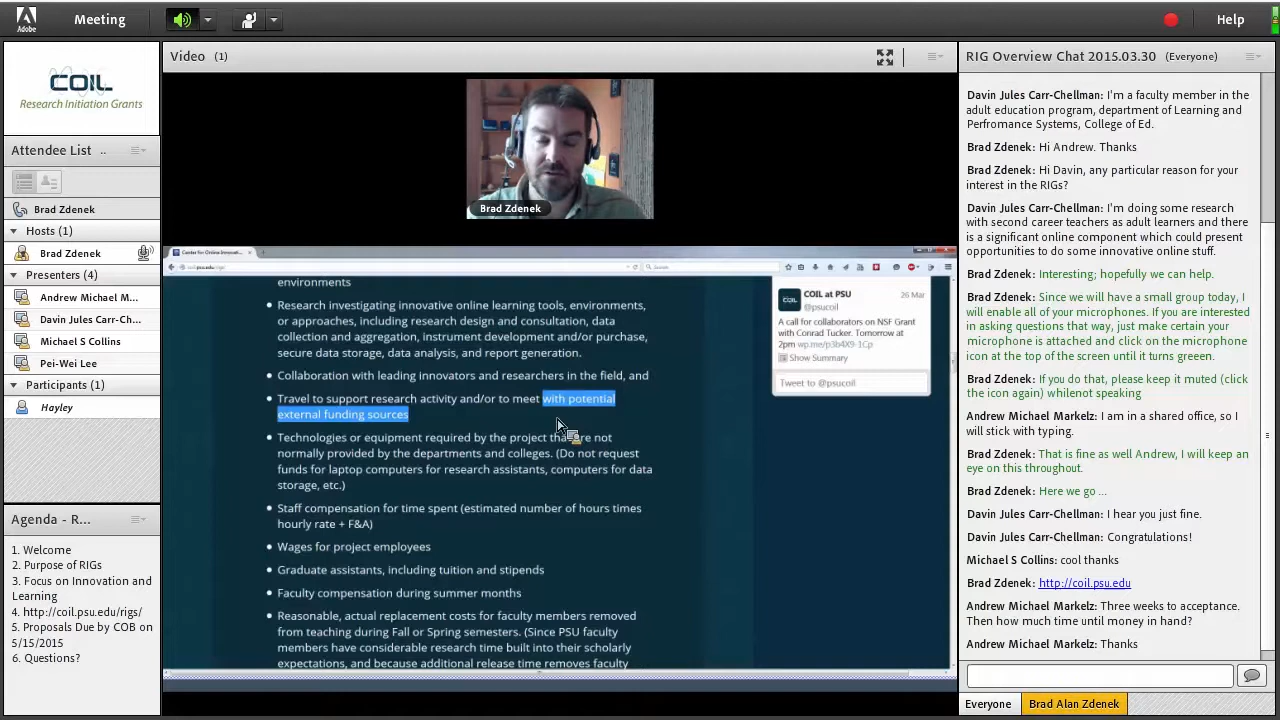 Adobe
Meeting
Help
COIL
Research Initiation Grants
Attendee List ..
Brad Zdenek
Hosts (1)
Brad Zdenek
Presenters (4)
Andrew Michael M...
Davin Jules Carr-Ch...
Michael S Collins
Pei-Wei Lee
Participants (1)
Hayley
Agenda - R...
1. Welcome
2. Purpose of RIGs
3. Focus on Innovation and
Learning
4. http://coil.psu.edu/rigs/
5. Proposals Due by COB on
5/15/2015
6. Questions?
Video (1)
Brad Zdenek
Center for Online Innovati...
coil.psu.edu/rigs/
Search
environments
Research investigating innovative online learning tools, environments,
or approaches, including research design and consultation, data
collection and aggregation, instrument development and/or purchase,
secure data storage, data analysis, and report generation.
Collaboration with leading innovators and researchers in the field, and
Travel to support research activity and/or to meet with potential
external funding sources
Technologies or equipment required by the project that are not
normally provided by the departments and colleges. (Do not request
funds for laptop computers for research assistants, computers for data
storage, etc.)
Staff compensation for time spent (estimated number of hours times
hourly rate + F&A)
Wages for project employees
Graduate assistants, including tuition and stipends
Faculty compensation during summer months
Reasonable, actual replacement costs for faculty members removed
from teaching during Fall or Spring semesters. (Since PSU faculty
members have considerable research time built into their scholarly
expectations, and because additional release time removes faculty
COIL
COIL at PSU
26 Mar
@psucoil
A call for collaborators on NSF Grant
with Conrad Tucker. Tomorrow at
2pm wp.me/p3b4X9-1Cp
Show Summary
Tweet to @psucoil
RIG Overview Chat 2015.03.30 (Everyone)
Davin Jules Carr-Chellman: I'm a faculty member in the
adult education program, department of Learning and
Perfromance Systems, College of Ed.
Brad Zdenek: Hi Andrew. Thanks
Brad Zdenek: Hi Davin, any particular reason for your
interest in the RIGs?
Davin Jules Carr-Chellman: I'm doing some research
with second career teachers as adult learners and there
is a significant online component which could present
opportunities to do some innovative online stuff.
Brad Zdenek: Interesting; hopefully we can help.
Brad Zdenek: Since we will have a small group today, I
will enable all of your microphones. If you are interested
in asking questions that way, just make certain your
microphone is attached and click on the microphone
icon at the top of the screen until it turns greeen.
Brad Zdenek: If you do that, please keep it muted (click
the icon again) whilenot speaking
Andrew Michael Markelz: I am in a shared office, so I
will stick with typing.
Brad Zdenek: That is fine as well Andrew, I will keep an
eye on this throughout.
Brad Zdenek: Here we go ...
Davin Jules Carr-Chellman: I hear you just fine.
Davin Jules Carr-Chellman: Congratulations!
Michael S Collins: cool thanks
Brad Zdenek: http://coil.psu.edu
Andrew Michael Markelz: Three weeks to acceptance.
Then how much time until money in hand?
Andrew Michael Markelz: Thanks
Everyone
Brad Alan Zdenek